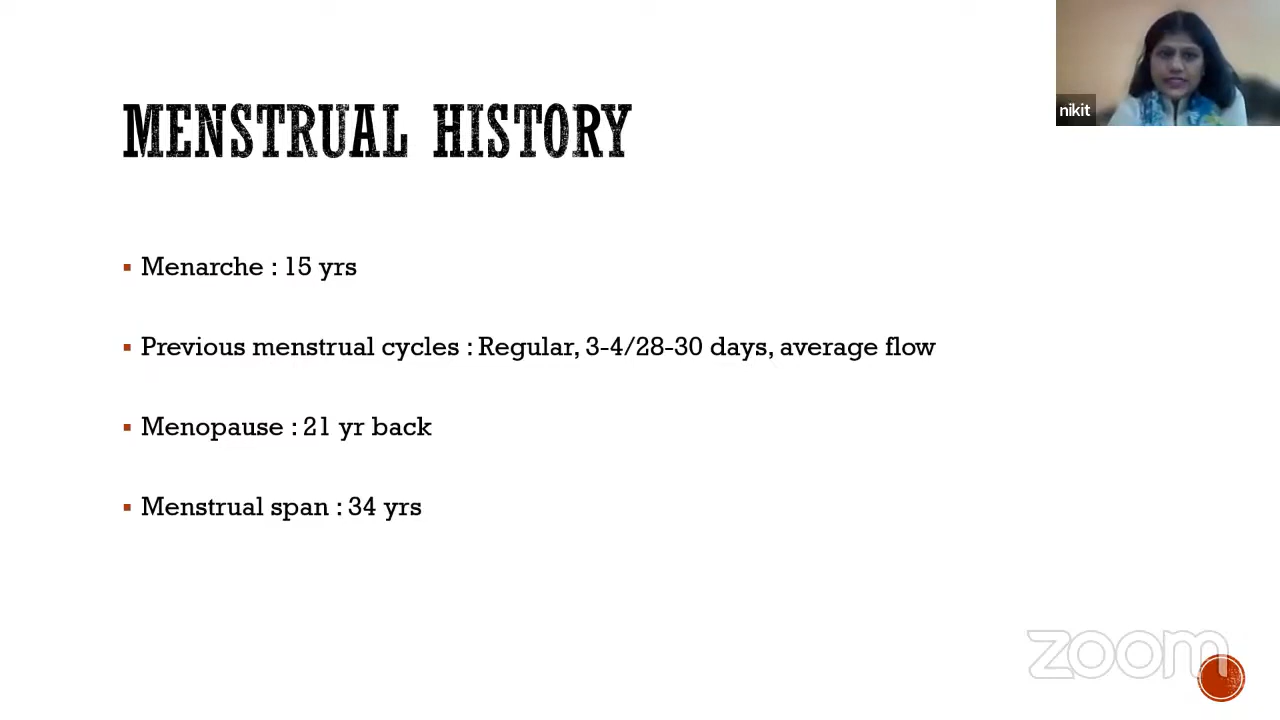 nikit
MENSTRUAL HISTORY
Menarche : 15 yrs
Previous menstrual cycles : Regular, 3-4/28-30 days, average flow
Menopause : 21 yr back
Menstrual span : 34 yrs
zoom